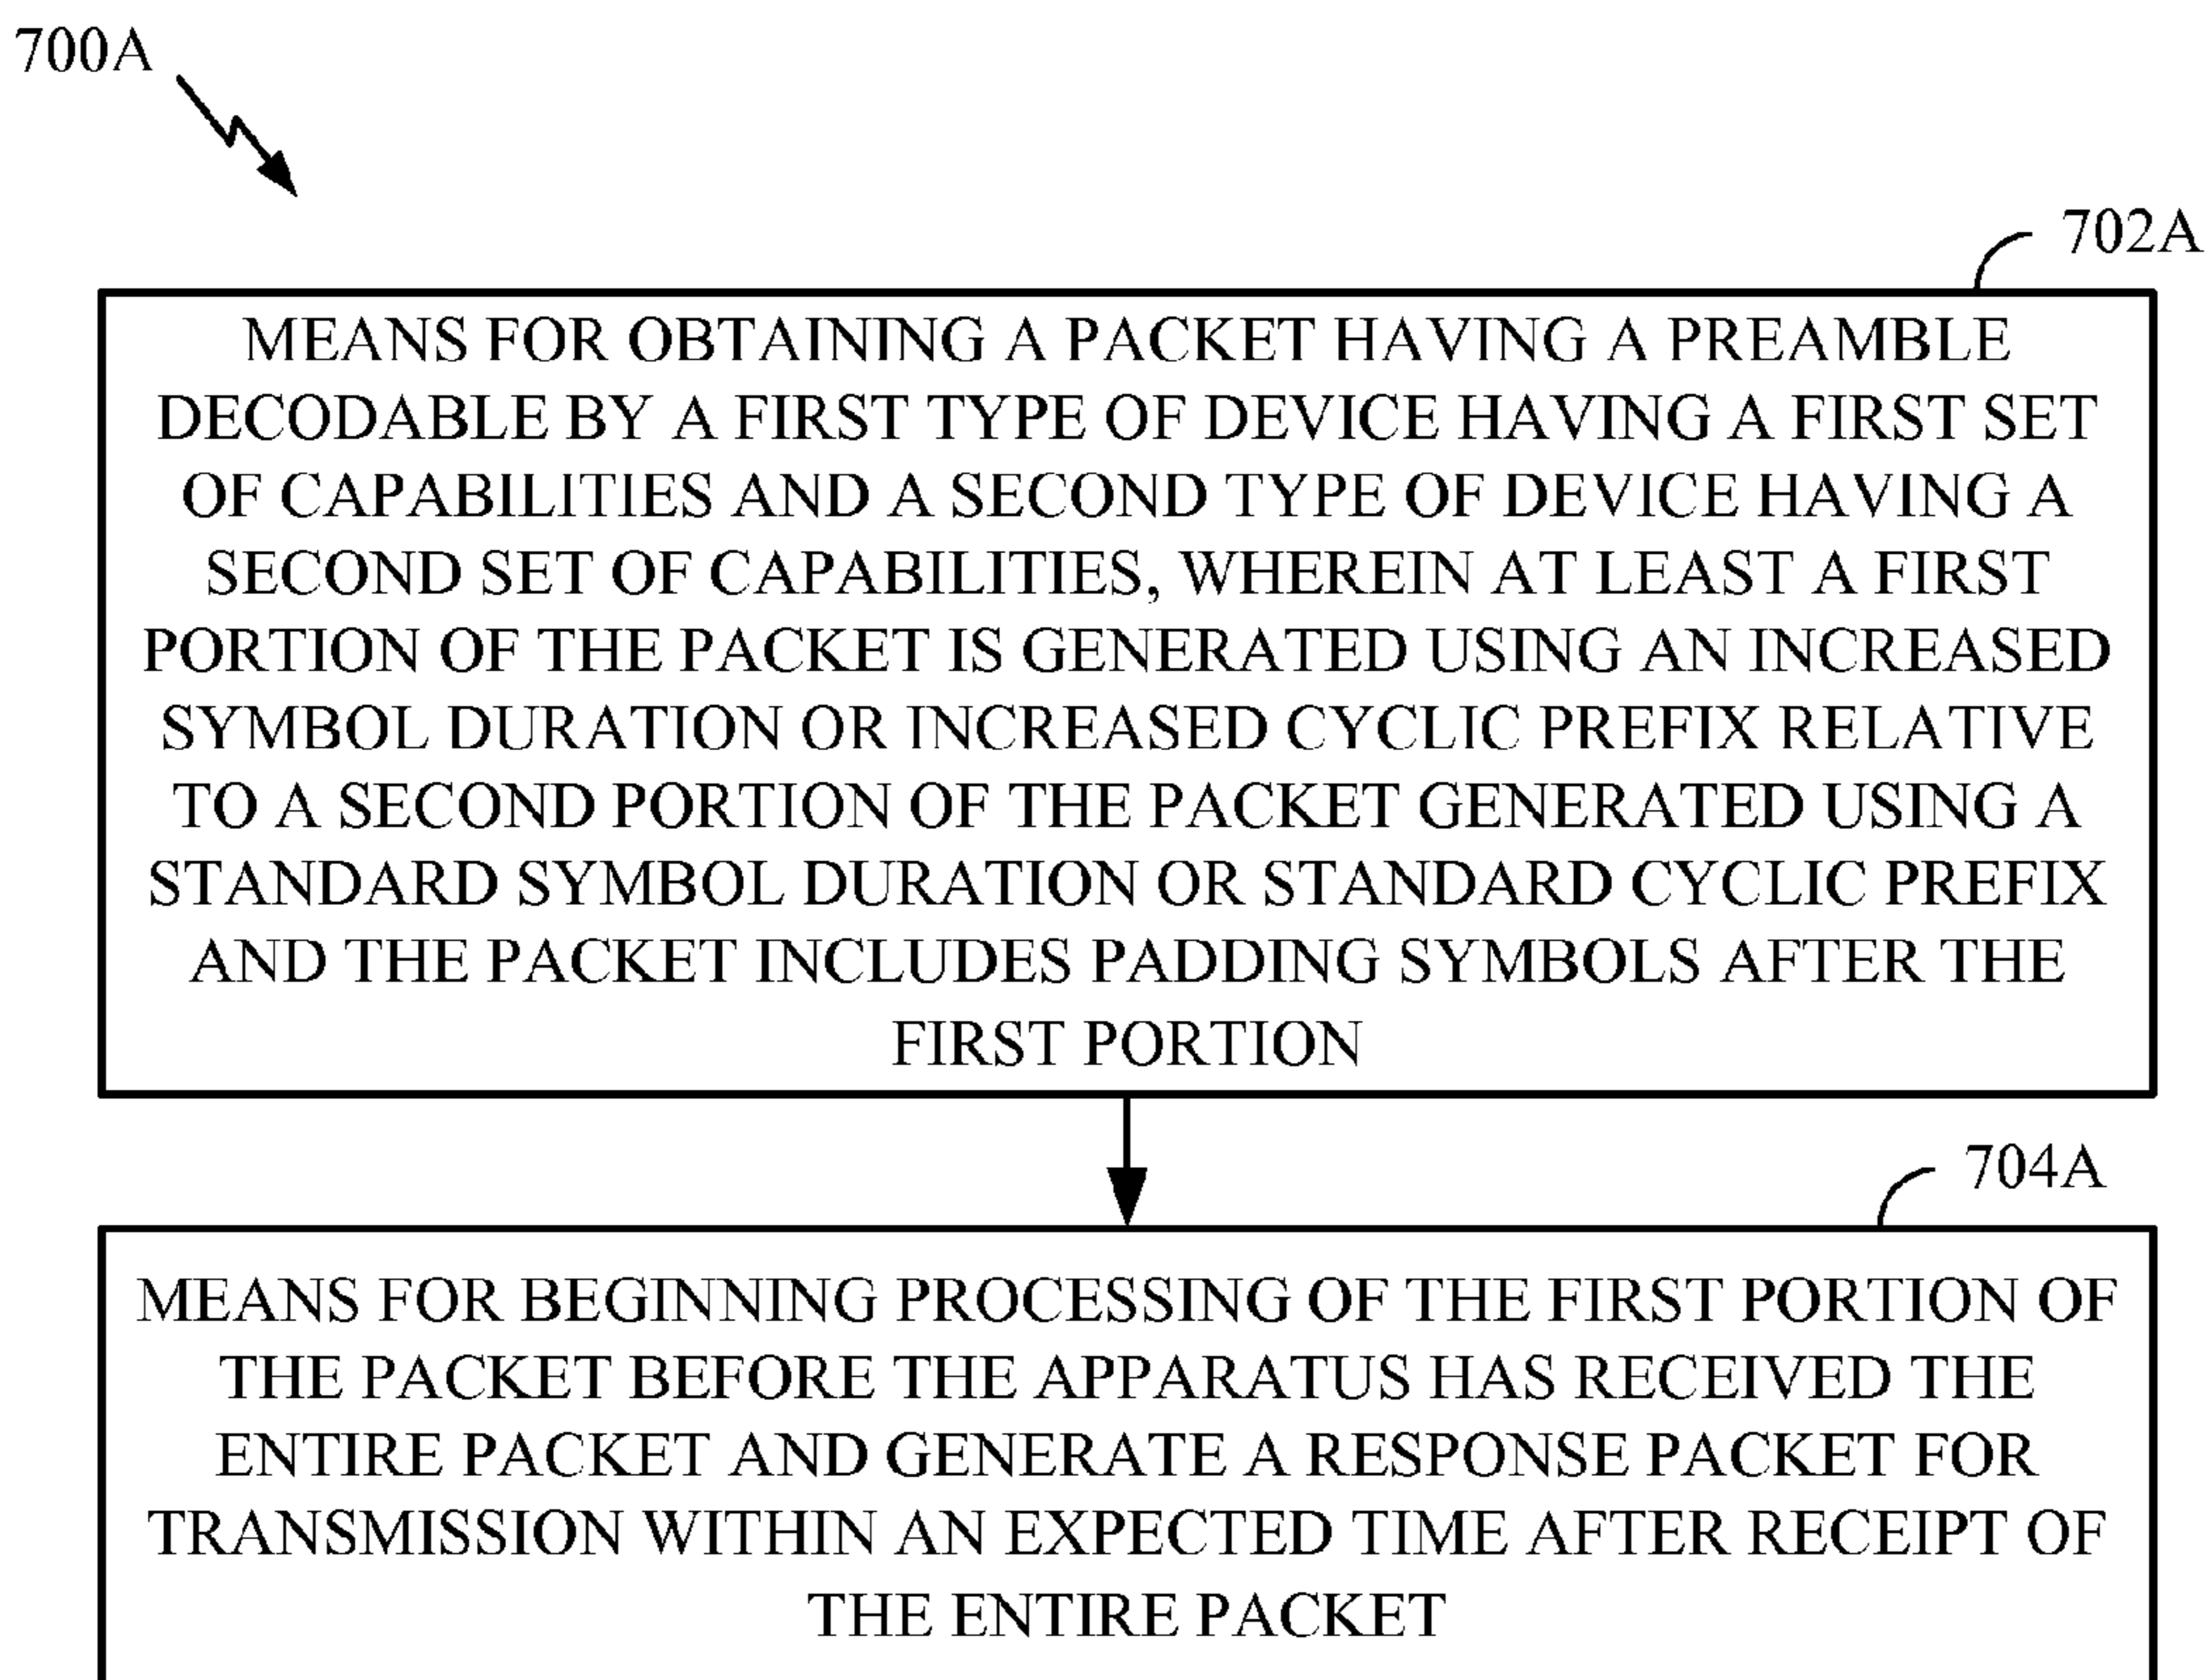 700A
702A
MEANS FOR OBTAINING A PACKET HAVING A PREAMBLE
DECODABLE BY A FIRST TYPE OF DEVICE HAVING A FIRST SET
OF CAPABILITIES AND A SECOND TYPE OF DEVICE HAVING A
SECOND SET OF CAPABILITIES, WHEREIN AT LEAST A FIRST
PORTION OF THE PACKET IS GENERATED USING AN INCREASED
SYMBOL DURATION OR INCREASED CYCLIC PREFIX RELATIVE
TO A SECOND PORTION OF THE PACKET GENERATED USING A
STANDARD SYMBOL DURATION OR STANDARD CYCLIC PREFIX
AND THE PACKET INCLUDES PADDING SYMBOLS AFTER THE
FIRST PORTION
704A
MEANS FOR BEGINNING PROCESSING OF THE FIRST PORTION OF
THE PACKET BEFORE THE APPARATUS HAS RECEIVED THE
ENTIRE PACKET AND GENERATE A RESPONSE PACKET FOR
TRANSMISSION WITHIN AN EXPECTED TIME AFTER RECEIPT OF
THE ENTIRE PACKET